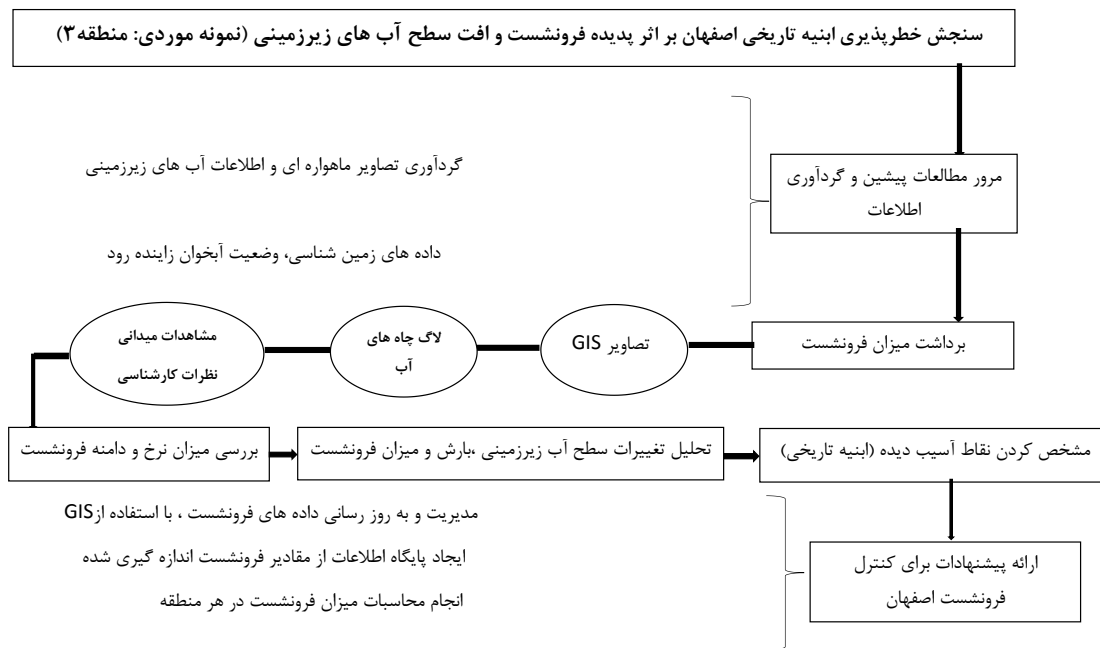 سنجش خطرپذیری ابنیه تاریخی اصفهان بر اثر پدیده فرونشست و افت سطح آب های زیرزمینی (نمونه موردی: منطقه۳)
مرور مطالعات پیشین و گردآوری
اطلاعات
گردآوری تصاویر ماهواره ای و اطلاعات آب های زیرزمینی
داده های زمین شناسی، وضعیت آبخوان زاینده رود
برداشت میزان فرونشست
تصاویر GIS
لاگ چاه های
آب
مشاهدات میدانی
نظرات کارشناسی
بررسی میزان نرخ و دامنه فرونشست
تحلیل تغییرات سطح آب زیرزمینی ،بارش و میزان فرونشست
مشخص کردن نقاط آسیب دیده (ابنیه تاریخی)
ارائه پیشنهادات برای کنترل
فرونشست اصفهان
مدیریت و به روز رسانی داده های فرونشست ، با استفاده ازGIS
ایجاد پایگاه اطلاعات از مقادیر فرونشست اندازه گیری شده
انجام محاسبات میزان فرونشست در هر منطقه